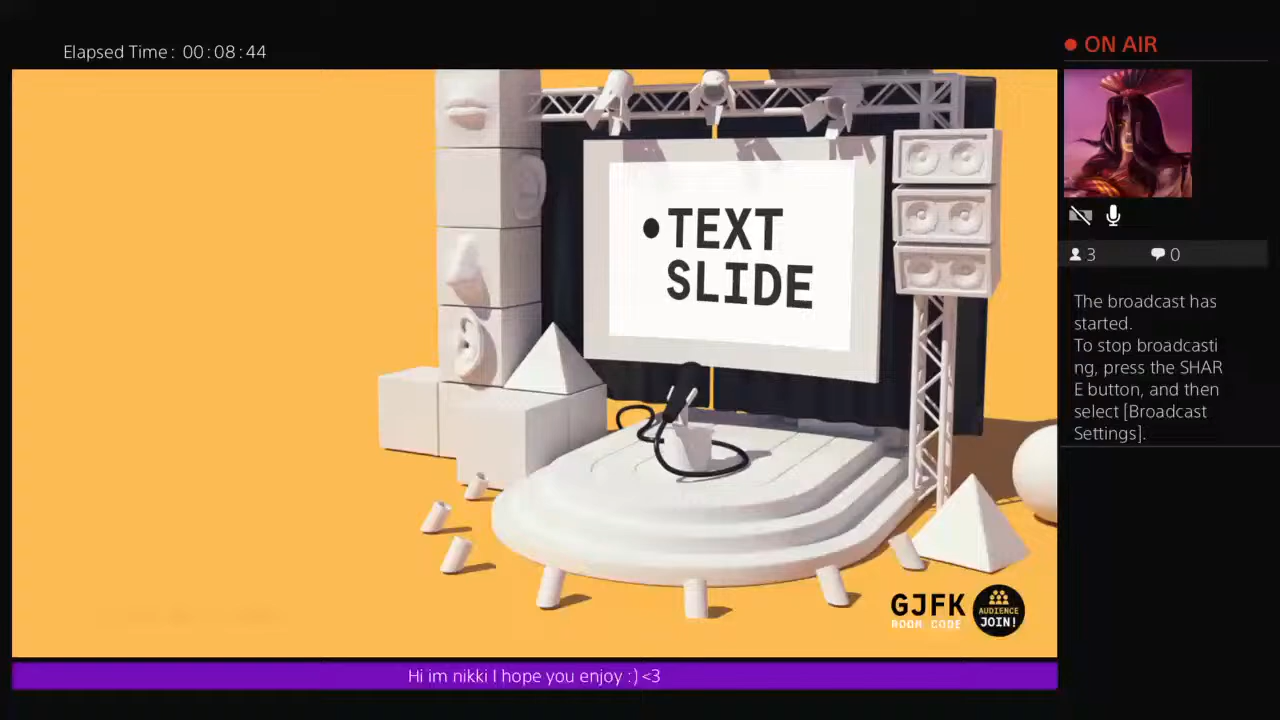 Elapsed Time: 00:08:44
ON AIR
TEXT
SLIDE
3
0
The broadcast has
started.
To stop broadcasti
ng, press the SHAR
E button, and then
select [Broadcast
Settings].
GJFK
ROOM CODE
AUDIENCE
JOIN!
Hi im nikki I hope you enjoy :) <3